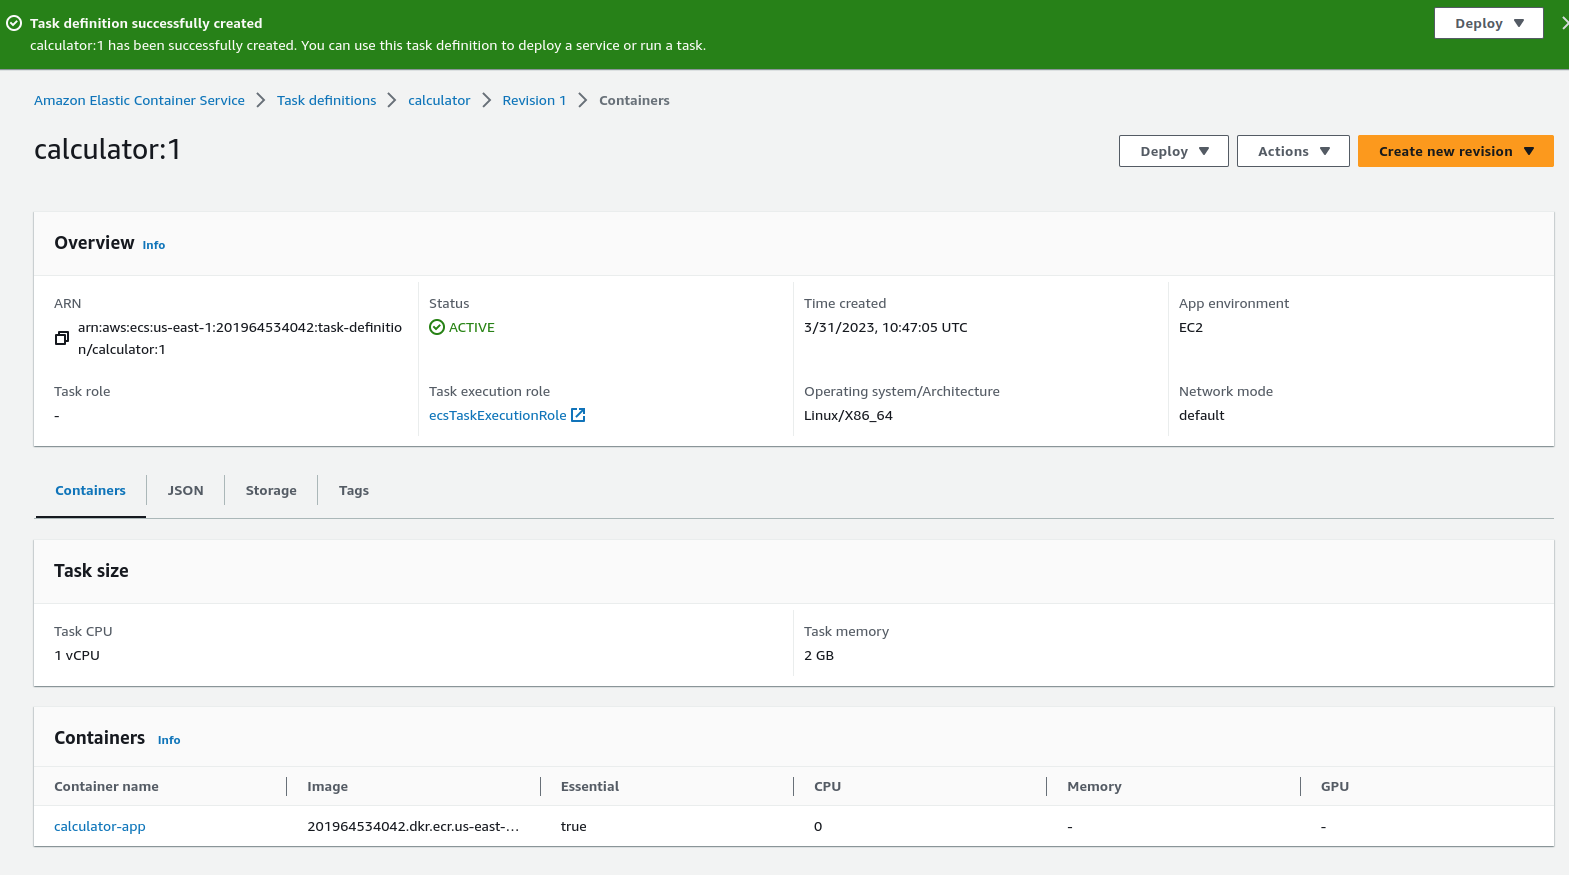 Task definition successfully created
Deploy
calculator:1 has been successfully created. You can use this task definition to deploy a service or run a task.
Amazon Elastic Container Service > Task definitions > calculator > Revision 1 > Containers
calculator:1
Deploy
Actions
Create new revision
Overview Info
ARN
arn:aws:ecs:us-east-1:201964534042:task-definitio
n/calculator:1
Status
ACTIVE
Time created
3/31/2023, 10:47:05 UTC
App environment
EC2
Task role
-
Task execution role
ecsTaskExecutionRole
Operating system/Architecture
Linux/X86_64
Network mode
default
Containers
JSON
Storage
Tags
Task size
Task CPU
1 vCPU
Task memory
2 GB
Containers Info
Container name
Image
Essential
CPU
Memory
GPU
calculator-app
201964534042.dkr.ecr.us-east-...
true
0
-
-